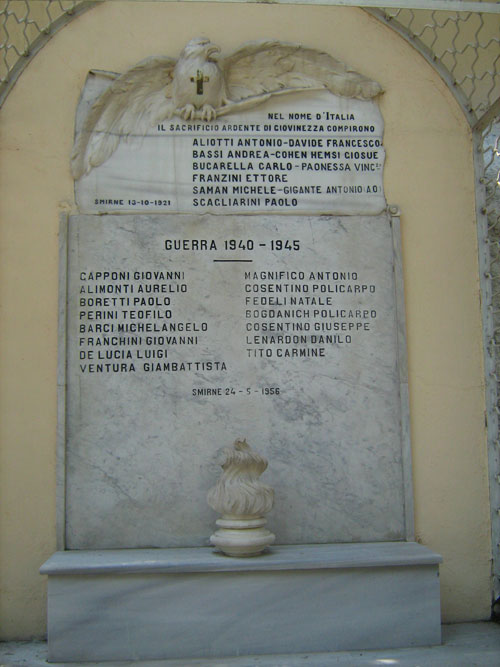 NEL NOME D'ITALIA
IL SACRIFICIO ARDENTE DI GIOVINEZZA COMPIRONO
ALIOTTI ANTONIO-DAVIDE FRANCESCO
BASSI ANDREA-COHEN HEMSI GIOSUE
BUCARELLA CARLO-PAONESSA VINC
FRANZINI ETTORE
SAMAN MICHELE-GIGANTE ANTONIO
SMIRNE 13-10-1921 SCAGLIARINI PAOLO
GUERRA 1940-1945
CAPPONI GIOVANNI MAGNIFICO ANTONIO
ALIMONTI AURELIO COSENTINO POLICARPO
BORETTI PAOLO FEDELI NATALE
PERINI TEOFILO BOGDANICH POLICARPO
BARCI MICHELANGELO COSENTINO GIUSEPPE
FRANCHINI GIOVANNI LENARDON DANILO
DE LUCIA LUIGI TITO CARMINE
VENTURA GIAMBATTISTA
SMIRNE 24-5-1956